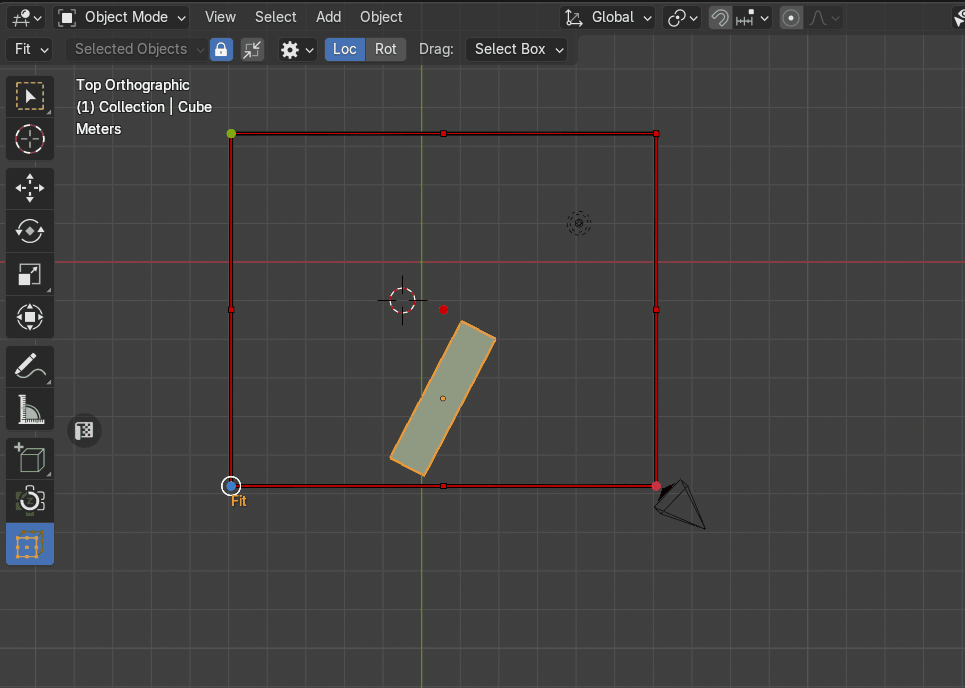 Object Mode View Select Add Object Global
Fit Selected Objects Loc Rot Drag: Select Box
Top Orthographic
(1) Collection | Cube
Meters
Fit